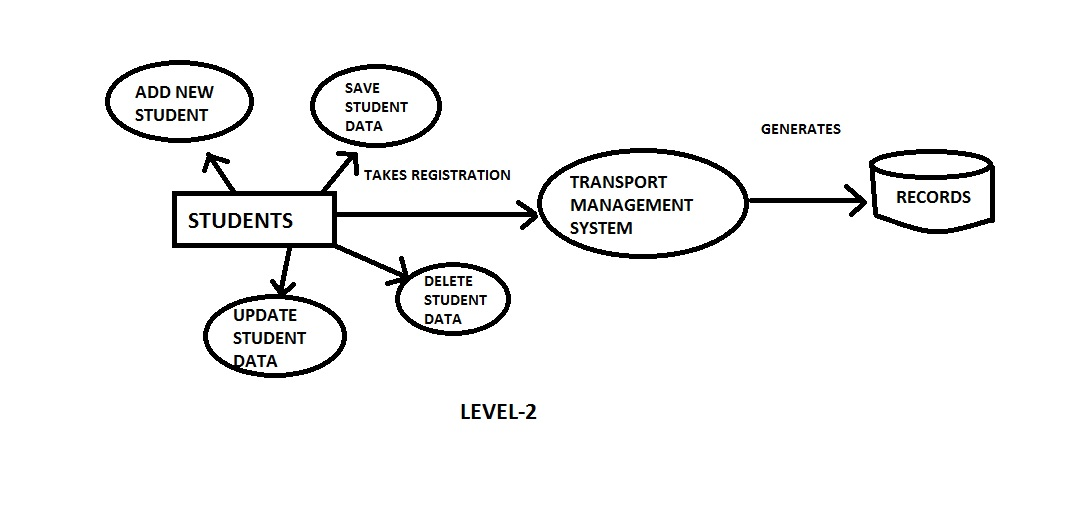 ADD NEW
STUDENT
SAVE
STUDENT
DATA
GENERATES
TAKES REGISTRATION
STUDENTS
TRANSPORT
MANAGEMENT
SYSTEM
RECORDS
UPDATE
STUDENT
DATA
DELETE
STUDENT
DATA
LEVEL-2